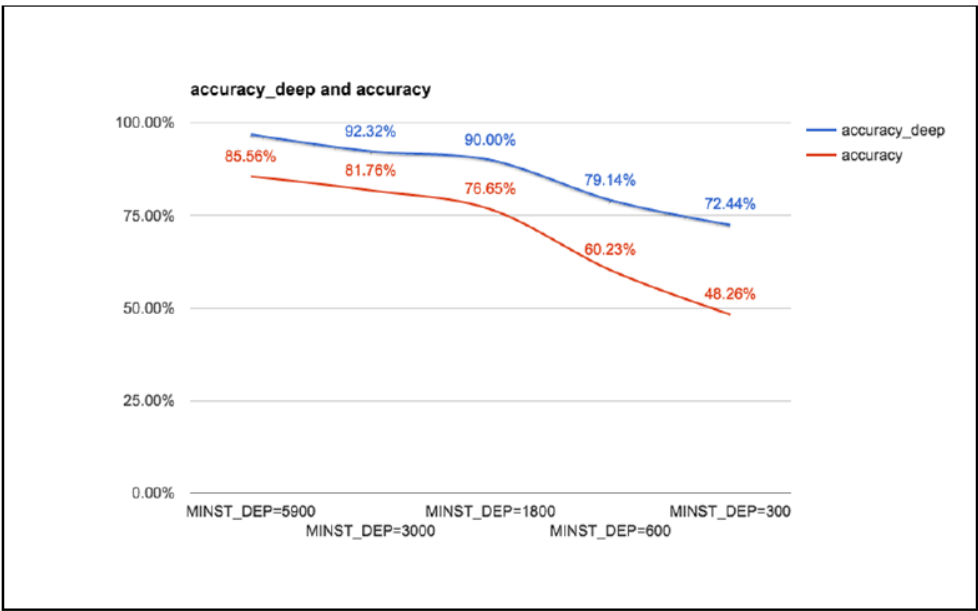 accuracy_deep and accuracy
100.00%
92.32%
90.00%
accuracy_deep
85.56%
81.76%
76.65%
accuracy
79.14%
72.44%
75.00%
60.23%
48.26%
50.00%
25.00%
0.00%
MINST_DEP=5900
MINST_DEP=1800
MINST_DEP=300
MINST_DEP=3000
MINST_DEP=600